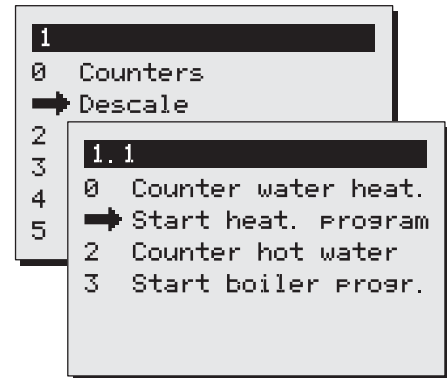 1
0 Counters
➡ Descale
2
3
4
5
1.1
0 Counter water heat.
➡ Start heat. program
2 Counter hot water
3 Start boiler progr.